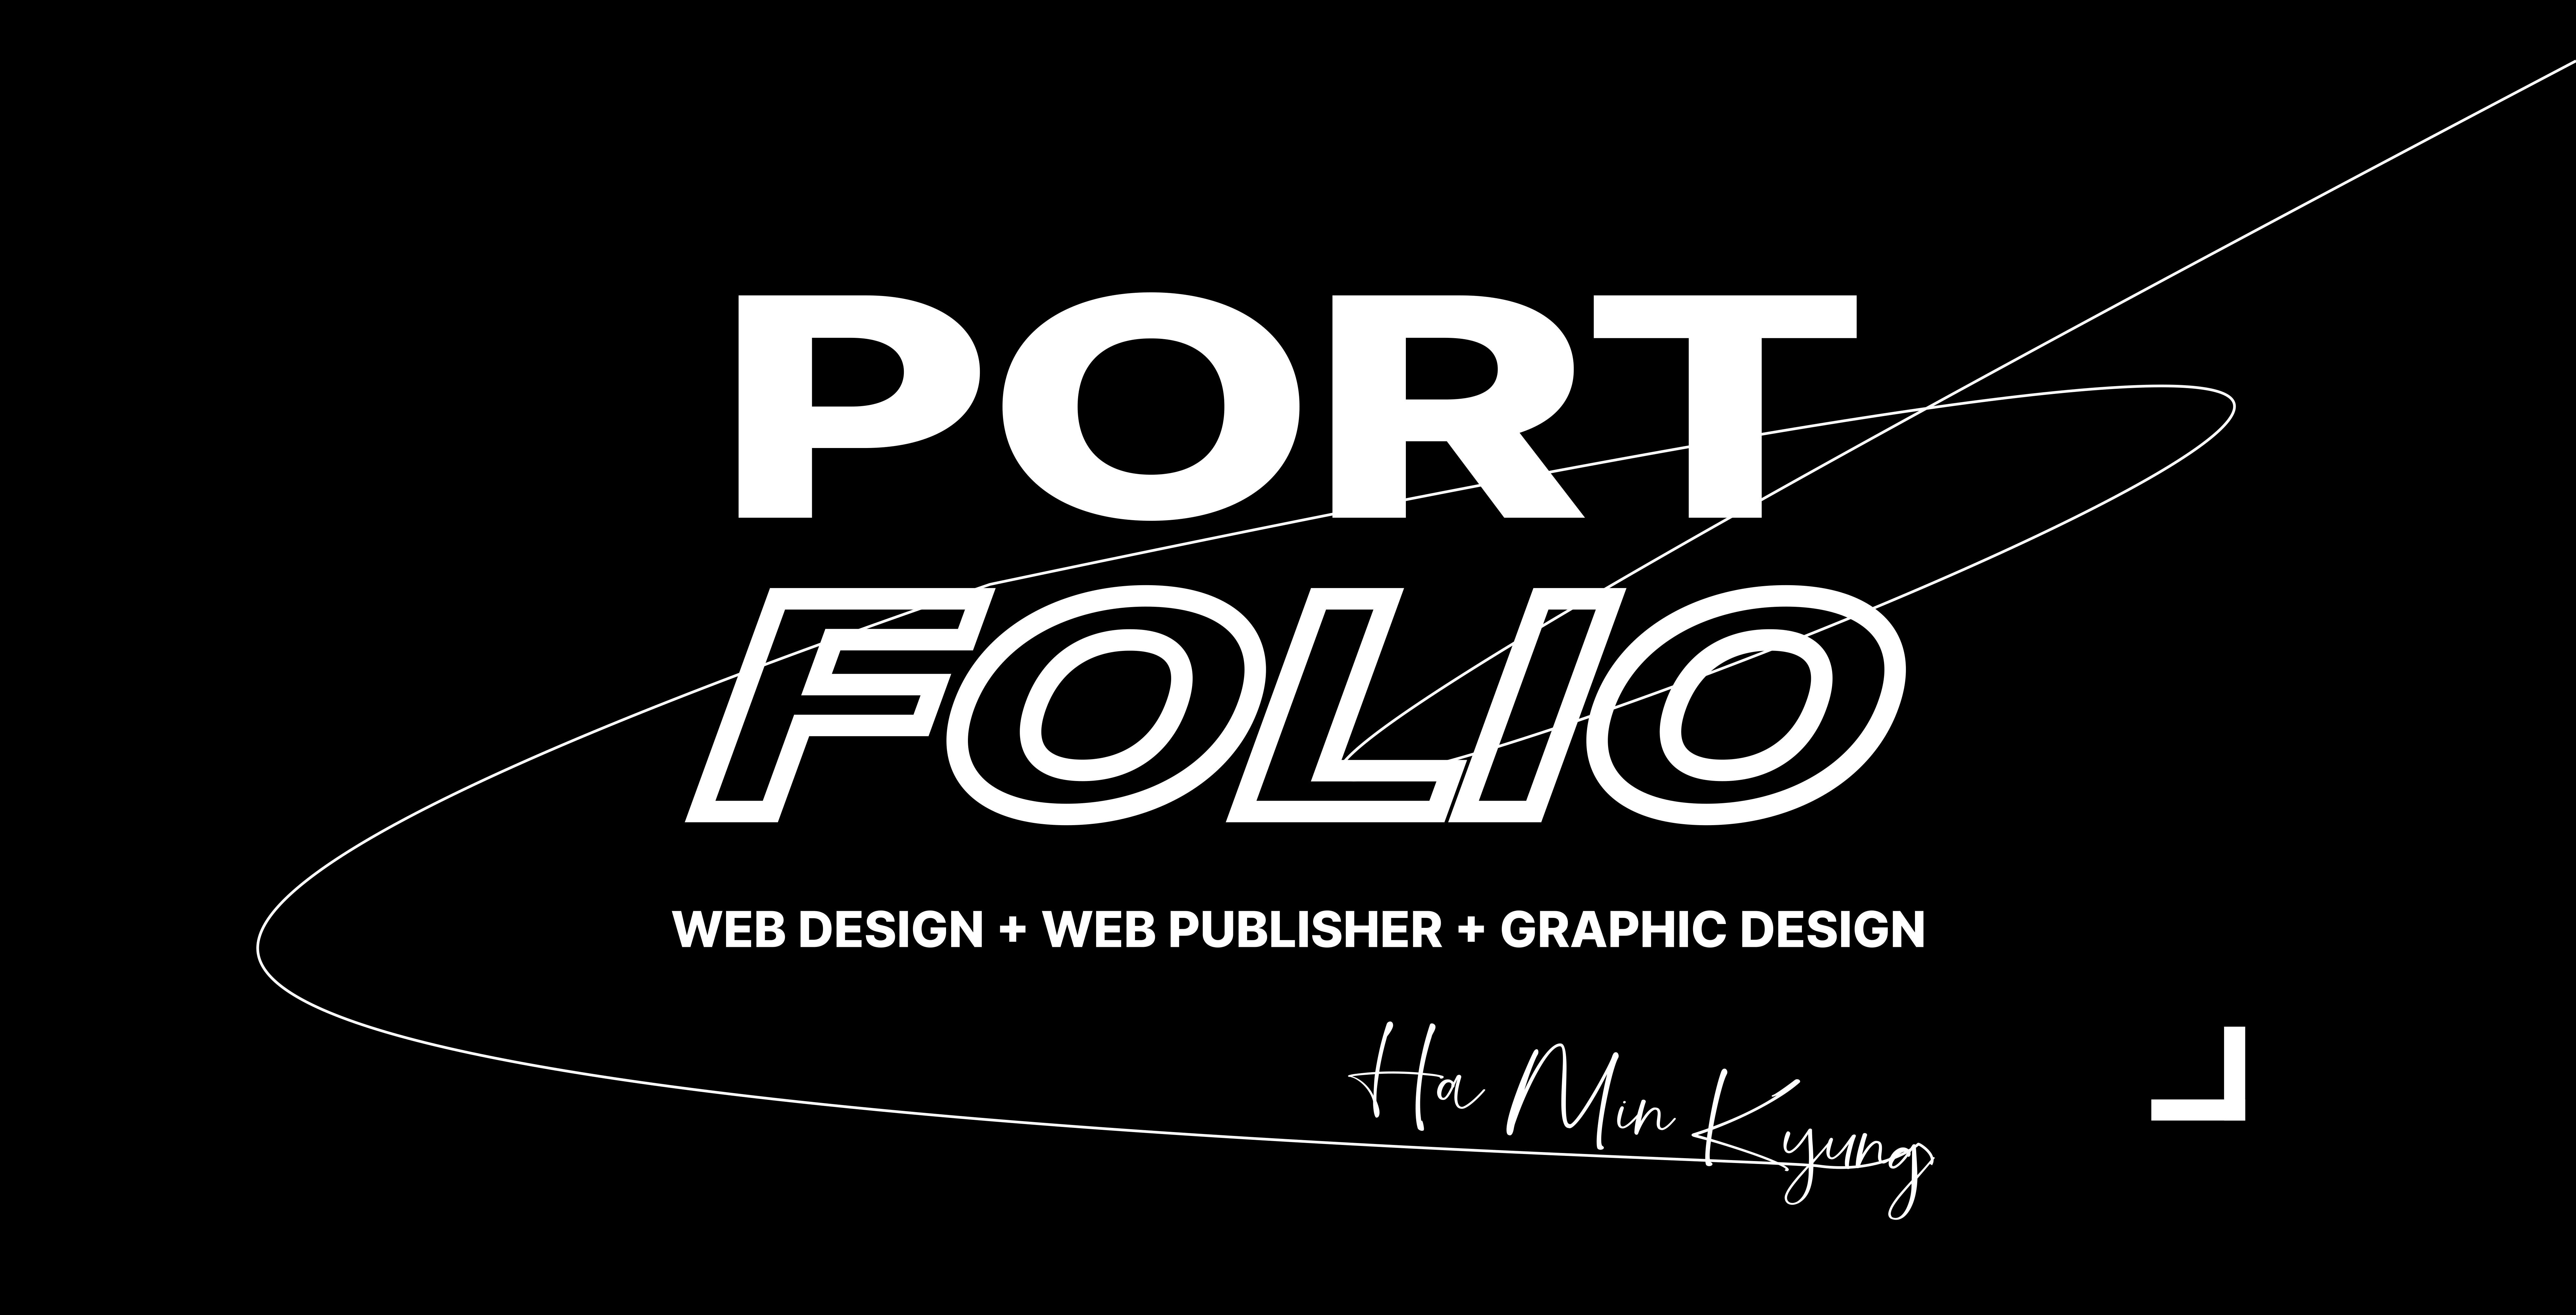 PORT
FOLIO
WEB DESIGN + WEB PUBLISHER + GRAPHIC DESIGN
Ha Min Kyung